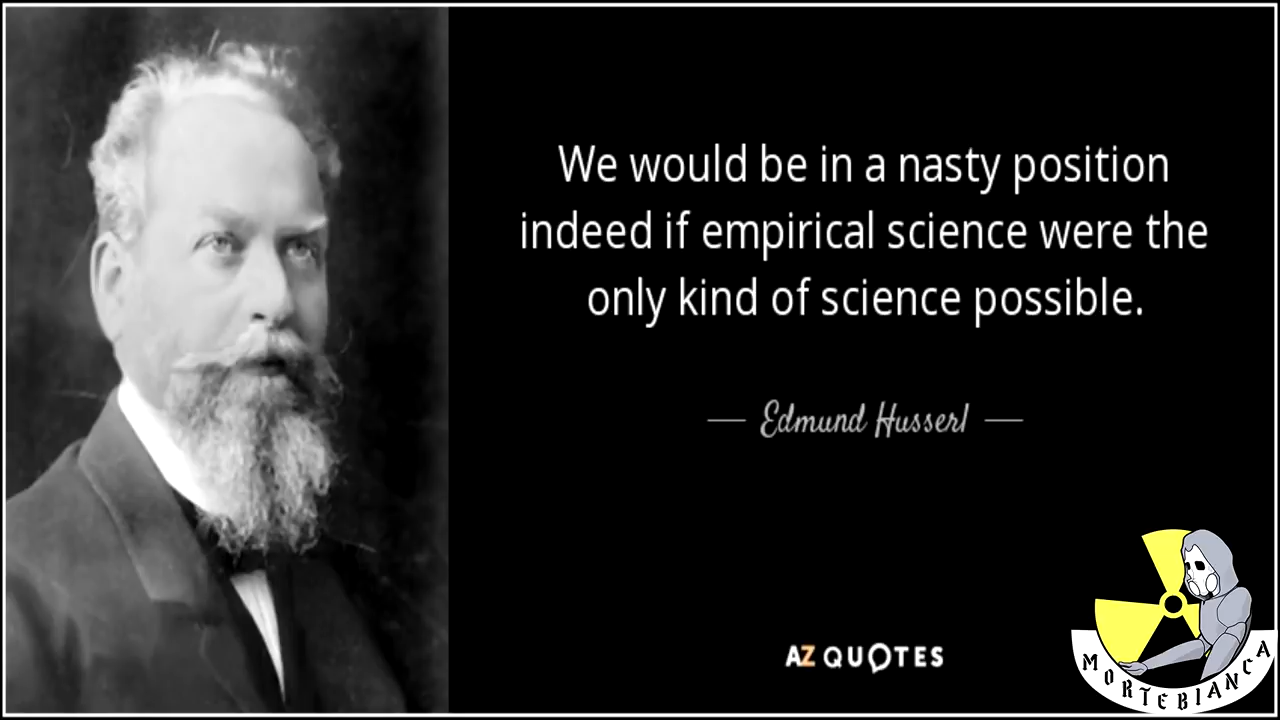 We would be in a nasty position
indeed if empirical science were the
only kind of science possible.
Edmund Husserl
AZ QUOTES
MORTEBIANCA